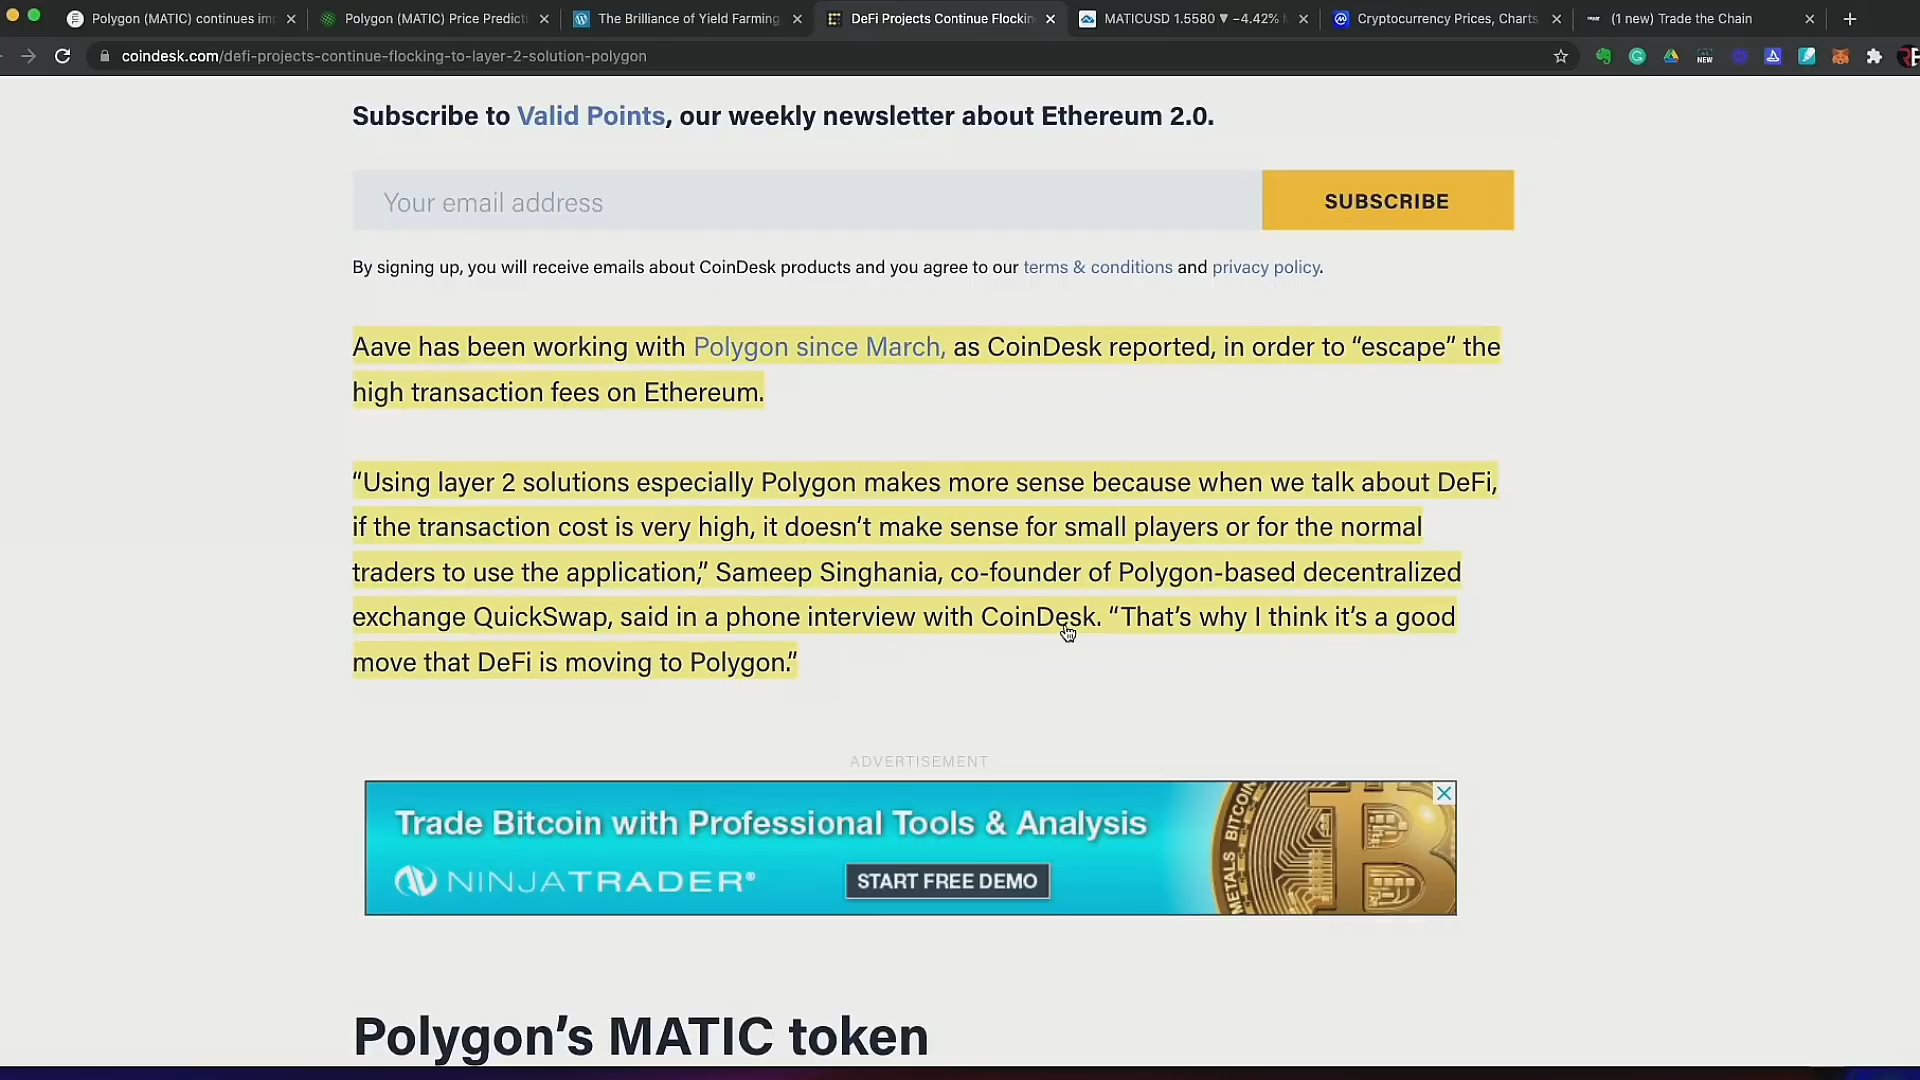 Polygon (MATIC) continues im
Polygon (MATIC) Price Predicti
The Brilliance of Yield Farming
DeFi Projects Continue Flockin
MATICUSD 1.5580 ▼ −4.42%
Cryptocurrency Prices, Charts
(1 new) Trade the Chain
coindesk.com/defi-projects-continue-flocking-to-layer-2-solution-polygon
NEW
Subscribe to Valid Points, our weekly newsletter about Ethereum 2.0.
Your email address
SUBSCRIBE
By signing up, you will receive emails about CoinDesk products and you agree to our terms & conditions and privacy policy.
Aave has been working with Polygon since March, as CoinDesk reported, in order to “escape” the
high transaction fees on Ethereum.
“Using layer 2 solutions especially Polygon makes more sense because when we talk about DeFi,
if the transaction cost is very high, it doesn’t make sense for small players or for the normal
traders to use the application,” Sameep Singhania, co-founder of Polygon-based decentralized
exchange QuickSwap, said in a phone interview with CoinDesk. “That’s why I think it’s a good
move that DeFi is moving to Polygon.”
ADVERTISEMENT
Trade Bitcoin with Professional Tools & Analysis
NINJATRADER®
START FREE DEMO
METALS BITCOIN
Polygon’s MATIC token